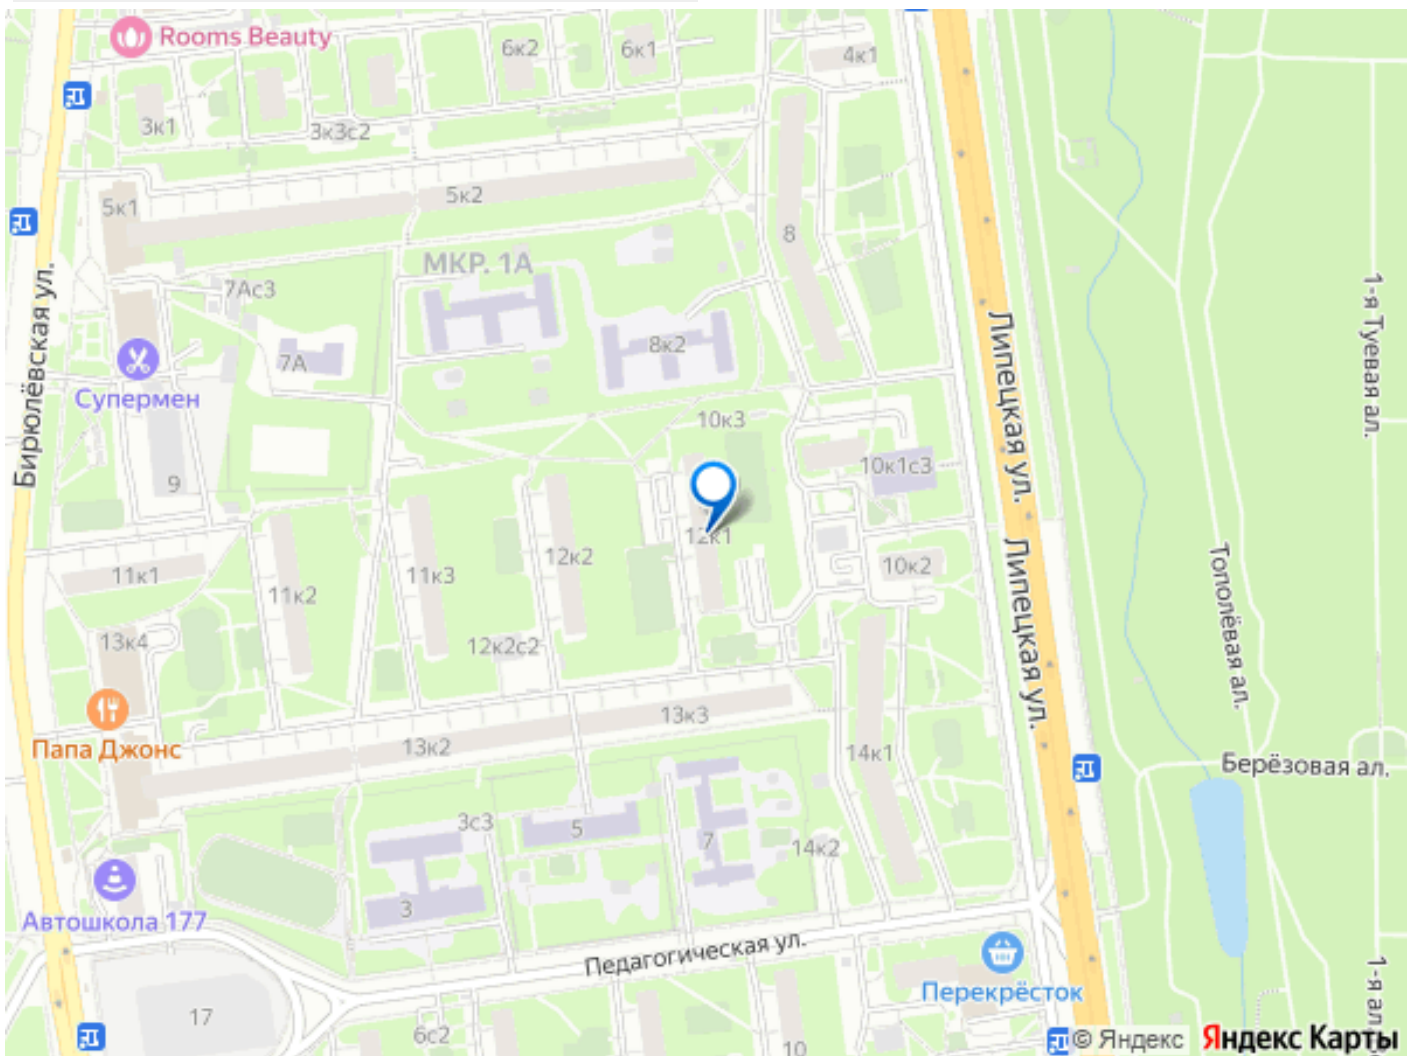 Rooms Beauty
6к2
6к1
4к1
3к1
3к3с2
5к1
5к2
8
МКР. 1А
7Ас3
7А
8к2
Супермен
Бирюлёвская ул.
Липецкая ул.
1-я Туевая ал.
10к3
10к1с3
9
12к1
12к2
11к1
11к2
11к3
10к2
Липецкая ул.
Тополёвая ал.
13к4
12к2с2
Папа Джонс
13к3
13к2
14к1
Берёзовая ал.
3с3
5
7
14к2
Автошкола 177
3
Педагогическая ул.
Перекрёсток
1-я ал.
17
6с2
10
© Яндекс
Яндекс Карты